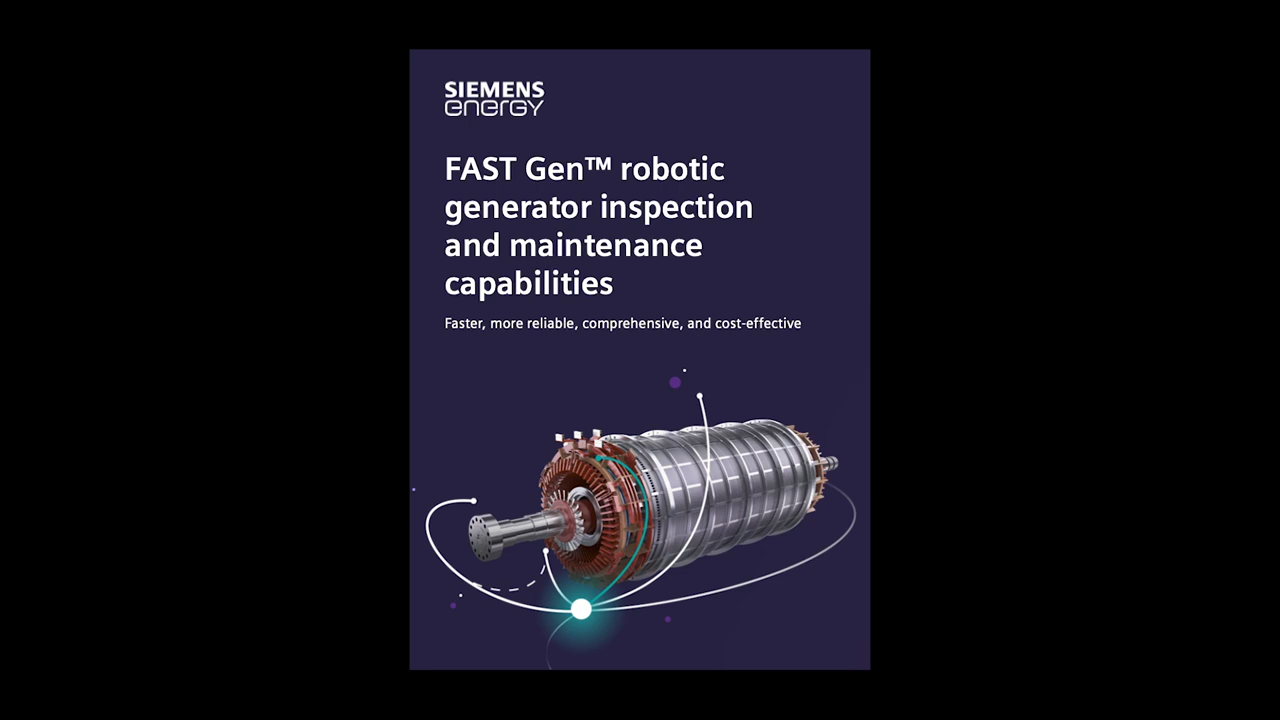 SIEMENS
energy
FAST Gen™ robotic
generator inspection
and maintenance
capabilities
Faster, more reliable, comprehensive, and cost-effective